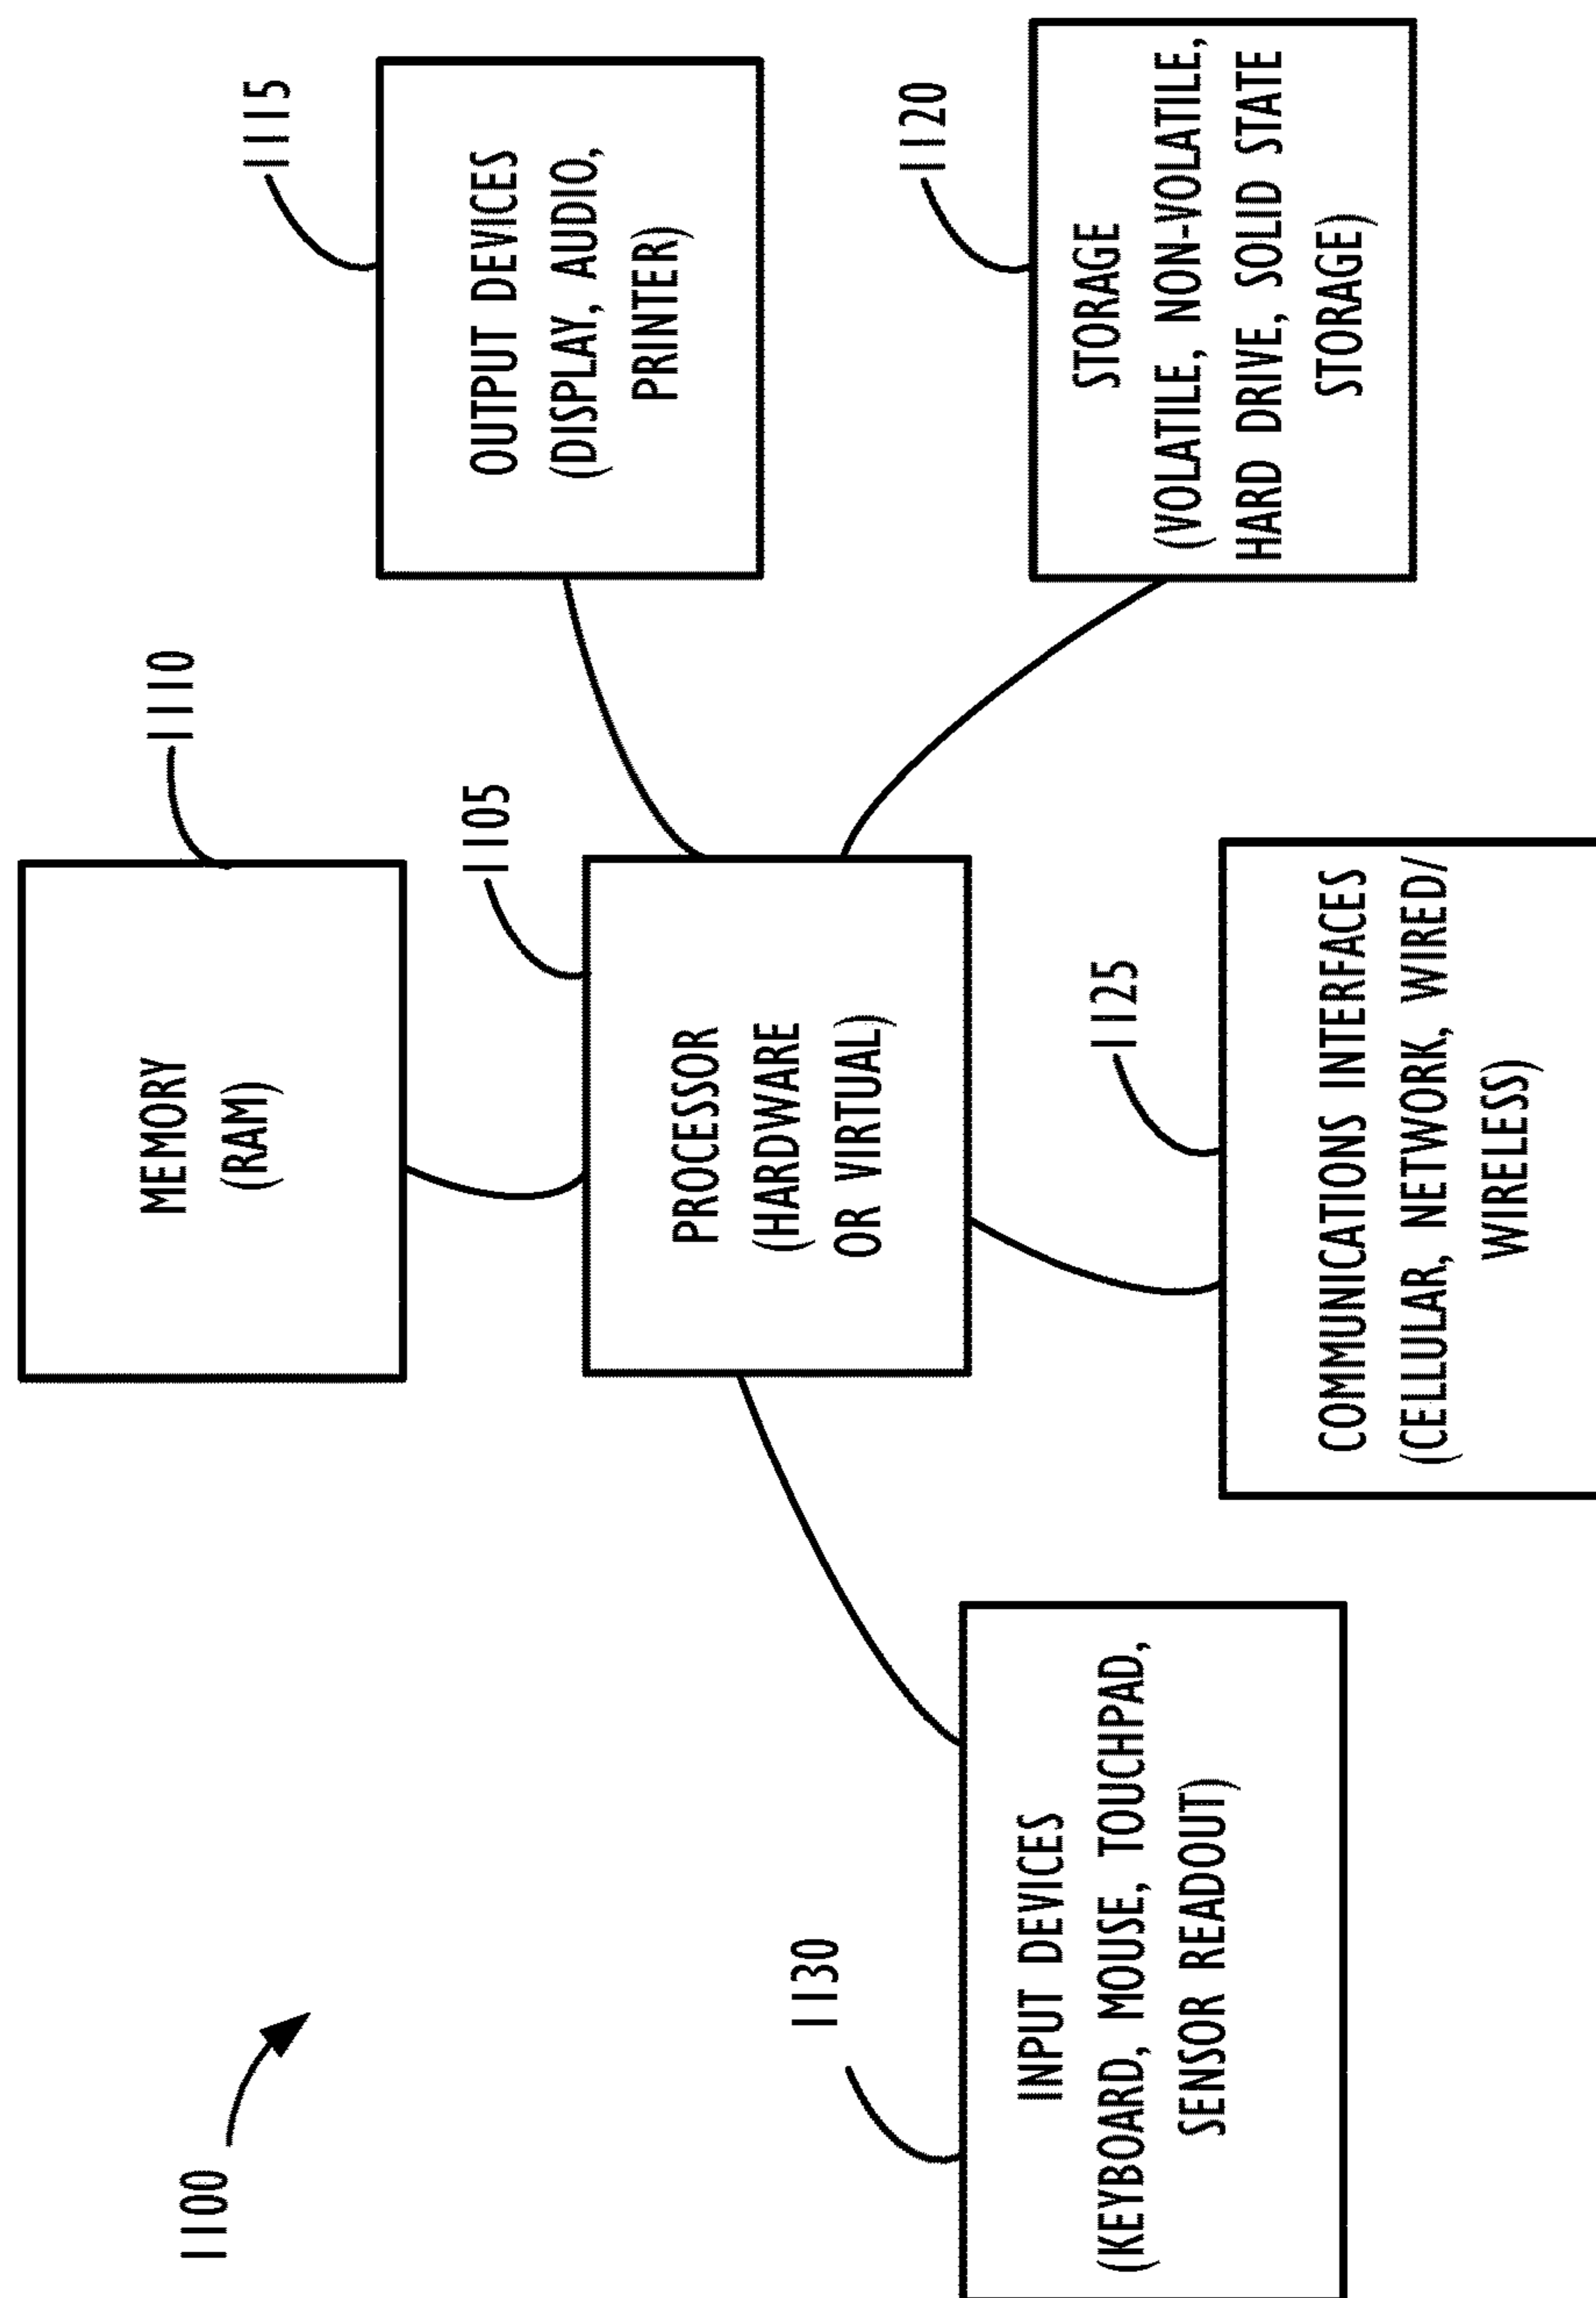 1100
1110
MEMORY
(RAM)
1115
OUTPUT DEVICES
(DISPLAY, AUDIO,
PRINTER)
1105
PROCESSOR
(HARDWARE
OR VIRTUAL)
1130
INPUT DEVICES
(KEYBOARD, MOUSE, TOUCHPAD,
SENSOR READOUT)
1120
STORAGE
(VOLATILE, NON-VOLATILE,
HARD DRIVE, SOLID STATE
STORAGE)
1125
COMMUNICATIONS INTERFACES
(CELLULAR, NETWORK, WIRED/
WIRELESS)